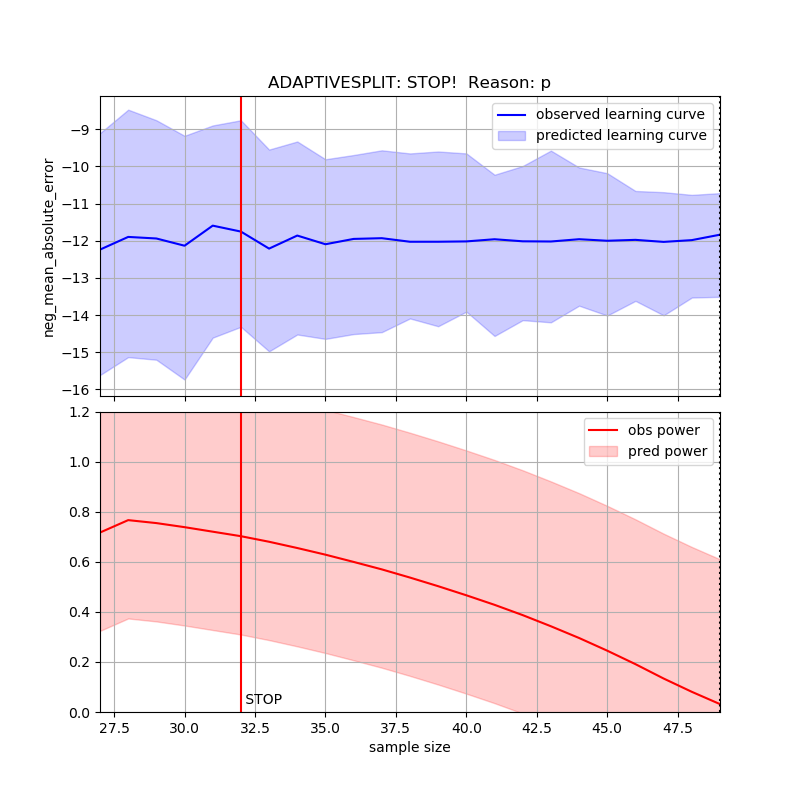 ADAPTIVESPLIT: STOP!  Reason: p
observed learning curve
predicted learning curve
neg_mean_absolute_error
−9
−10
−11
−12
−13
−14
−15
−16
obs power
pred power
1.2
1.0
0.8
0.6
0.4
0.2
0.0
STOP
27.5 30.0 32.5 35.0 37.5 40.0 42.5 45.0 47.5
sample size